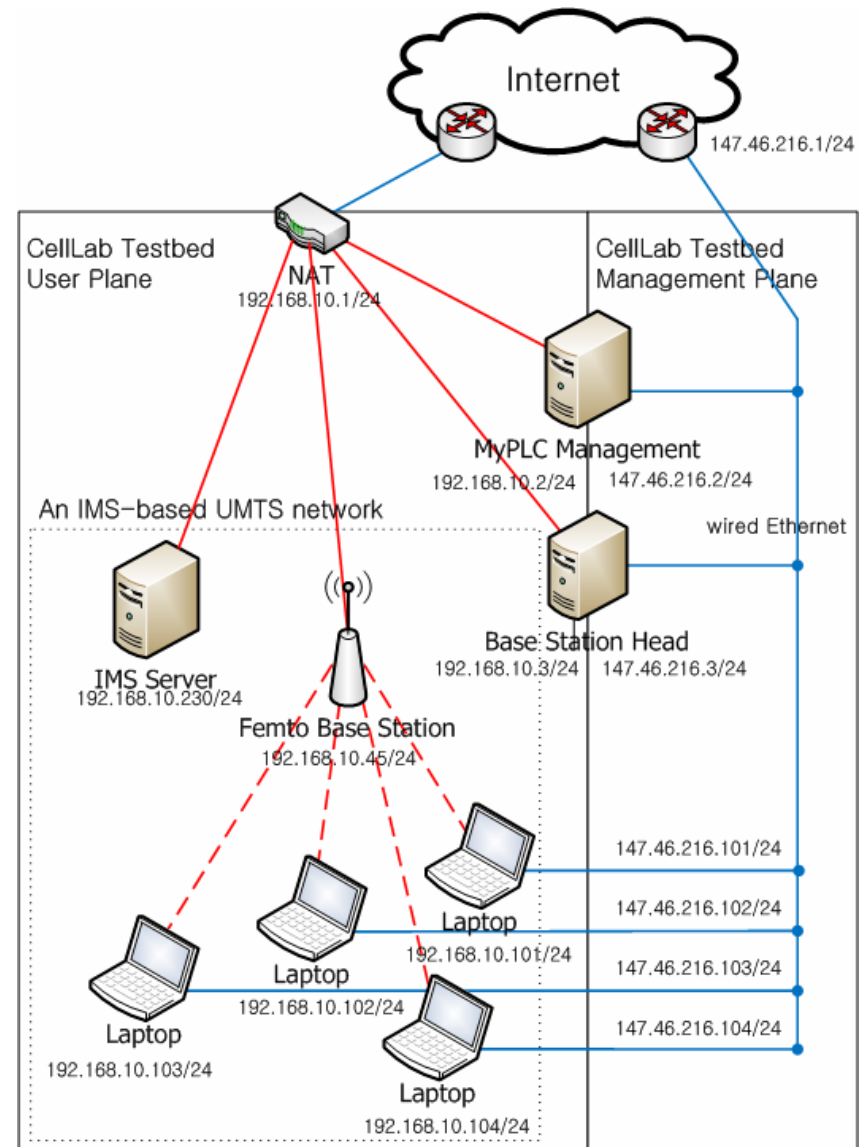 Internet
147.46.216.1/24
CellLab Testbed
User Plane
NAT
192.168.10.1/24
CellLab Testbed
Management Plane
MyPLC Management
192.168.10.2/24
147.46.216.2/24
An IMS-based UMTS network
wired Ethernet
IMS Server
192.168.10.230/24
Base Station Head
192.168.10.3/24
147.46.216.3/24
Femto Base Station
192.168.10.45/24
147.46.216.101/24
Laptop
192.168.10.101/24
147.46.216.102/24
Laptop
192.168.10.102/24
147.46.216.103/24
Laptop
192.168.10.103/24
147.46.216.104/24
Laptop
192.168.10.104/24